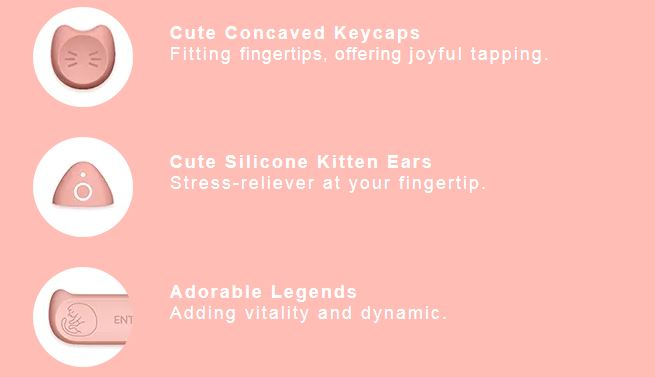 Cute Concaved Keycaps
Fitting fingertips, offering joyful tapping.
Cute Silicone Kitten Ears
Stress-reliever at your fingertip.
Adorable Legends
Adding vitality and dynamic.
ENT